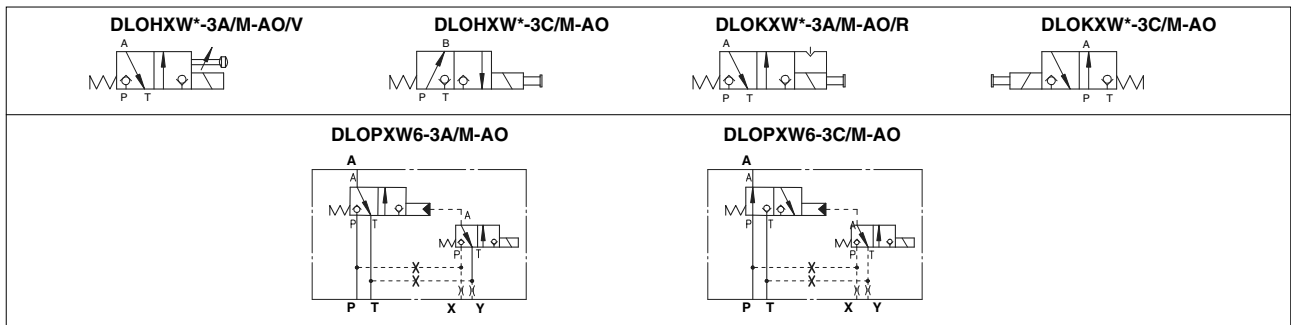 DLOHXW*-3A/M-AO/V DLOHXW*-3C/M-AO DLOKXW*-3A/M-AO/R DLOKXW*-3C/M-AO
A B A A
P T P T P T P T
DLOPXW6-3A/M-AO DLOPXW6-3C/M-AO
A A
A A
A A
P T P T
P T P T
P T X Y P T X Y